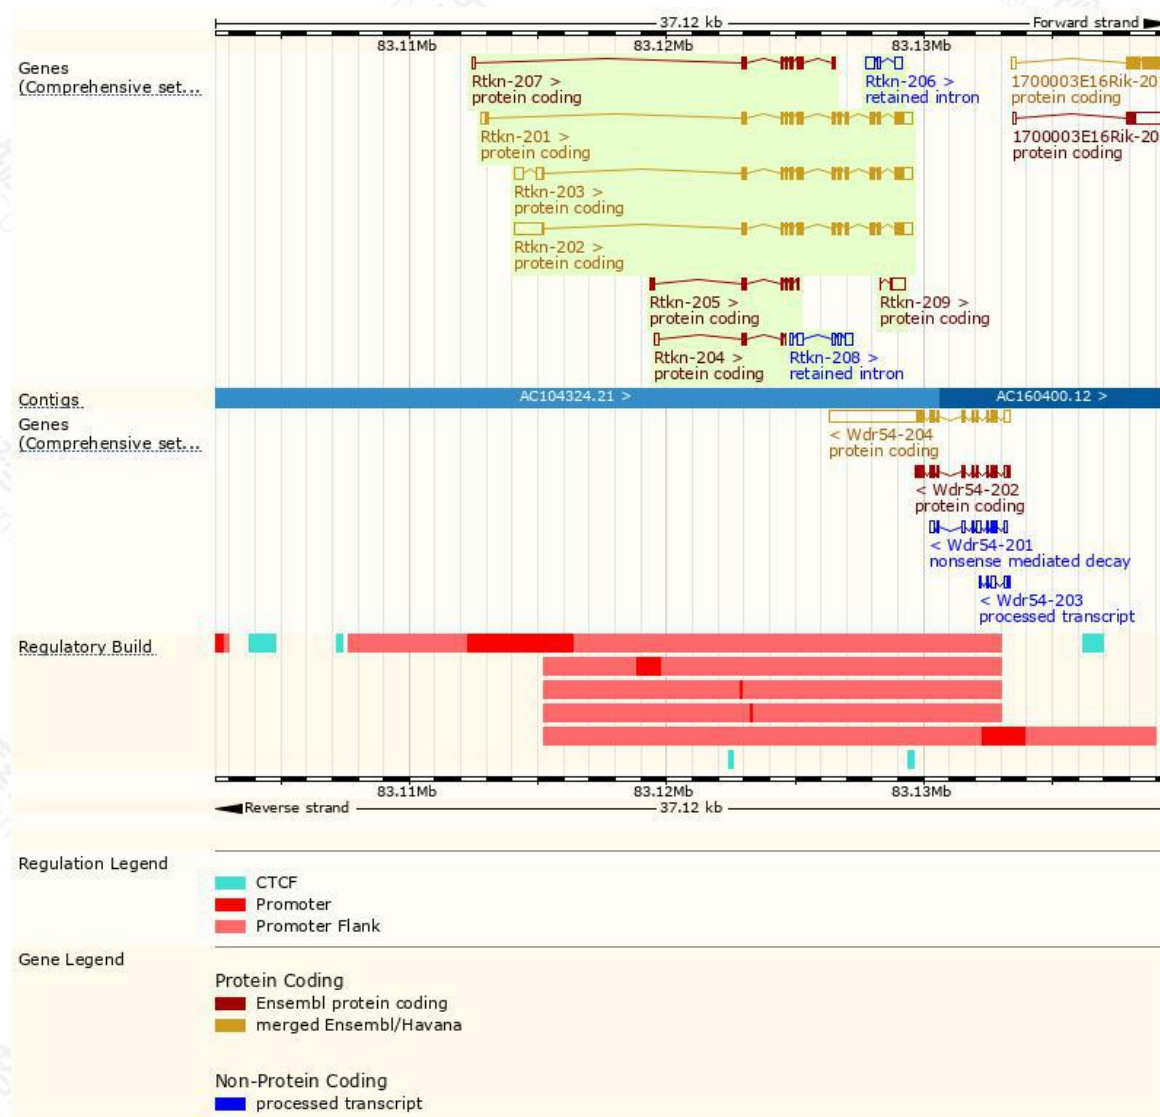 37.12 kb
Forward strand
83.11Mb 83.12Mb 83.13Mb
Genes
(Comprehensive set...
Rtkn-207 >
protein coding
Rtkn-206 >
retained intron
1700003E16Rik-20
protein coding
Rtkn-201 >
protein coding
1700003E16Rik-20
protein coding
Rtkn-203 >
protein coding
Rtkn-202 >
protein coding
Rtkn-205 >
protein coding
Rtkn-209 >
protein coding
Rtkn-204 >
protein coding
Rtkn-208 >
retained intron
Contigs
AC104324.21 >
AC160400.12 >
Genes
(Comprehensive set...
< Wdr54-204
protein coding
< Wdr54-202
protein coding
< Wdr54-201
nonsense mediated decay
< Wdr54-203
processed transcript
Regulatory Build
83.11Mb 83.12Mb 83.13Mb
Reverse strand
37.12 kb
Regulation Legend
CTCF
Promoter
Promoter Flank
Gene Legend
Protein Coding
Ensembl protein coding
merged Ensembl/Havana
Non-Protein Coding
processed transcript